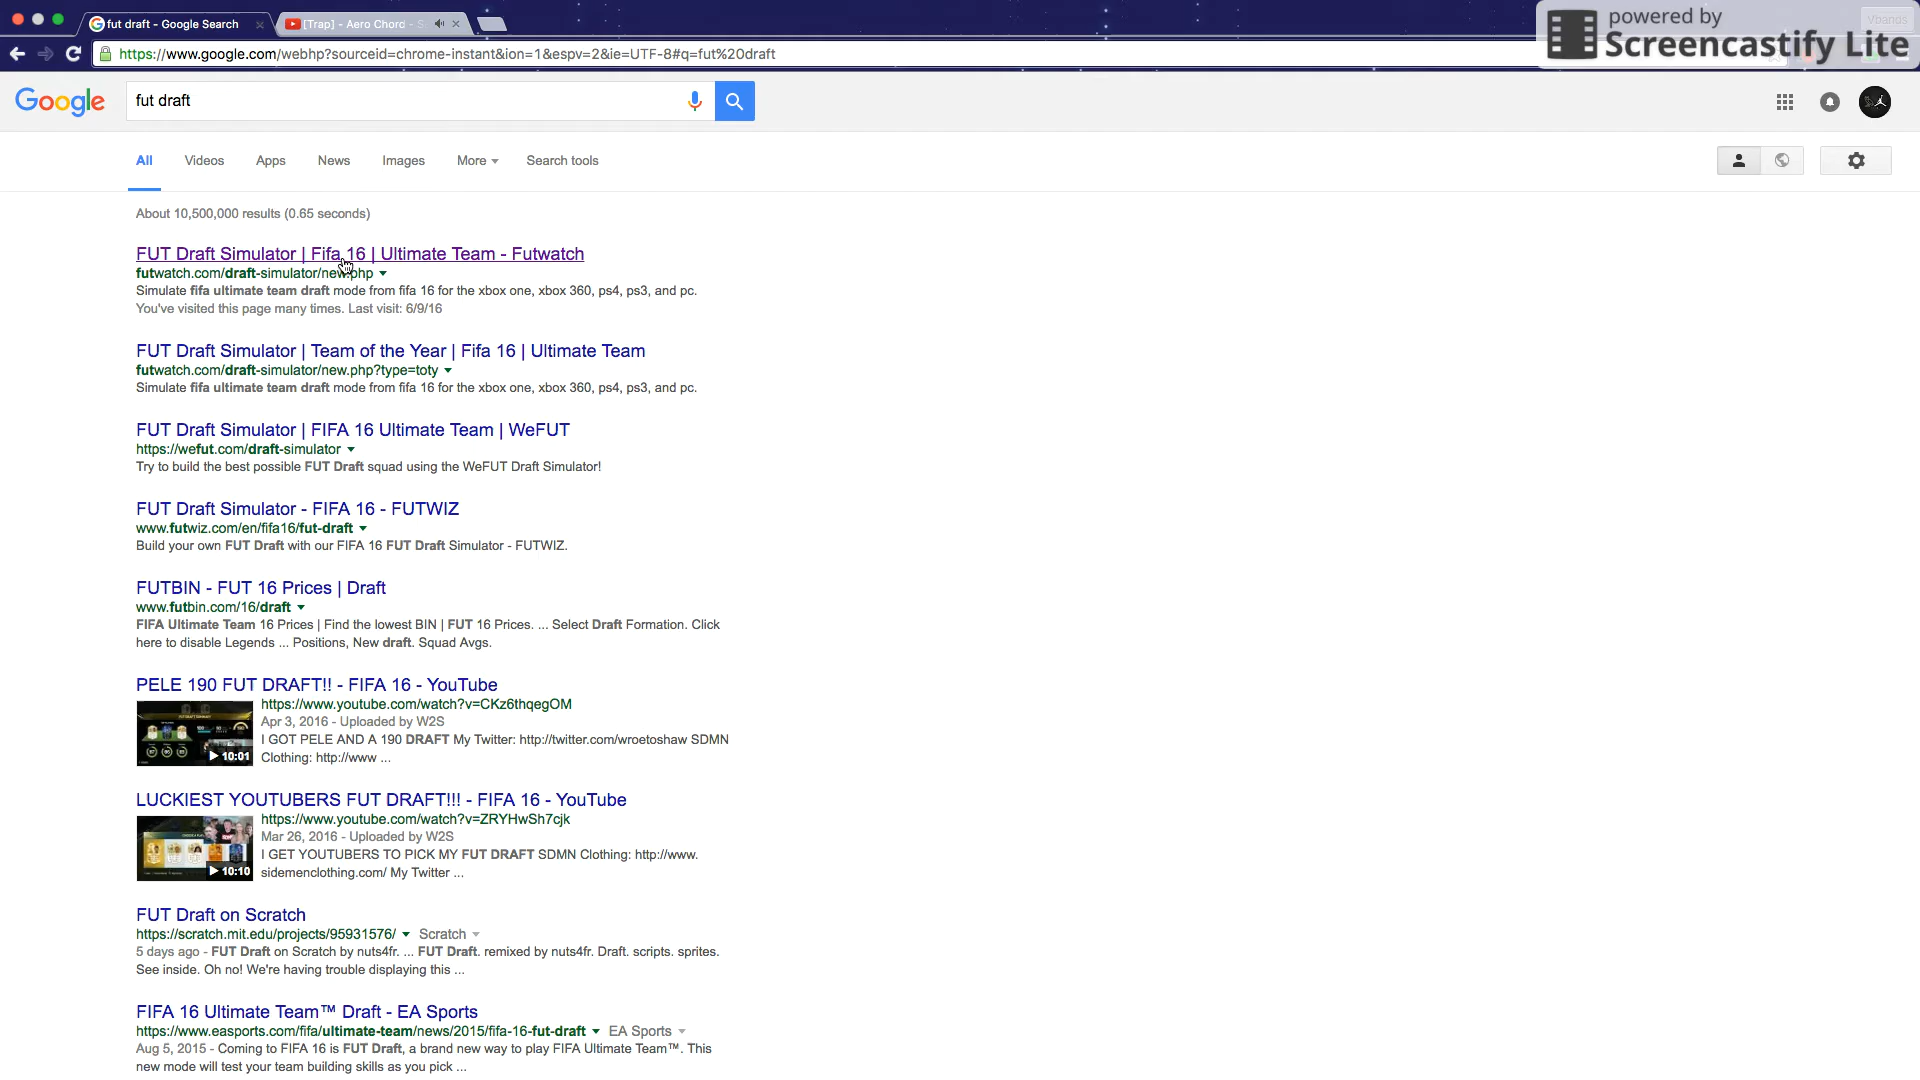 fut draft - Google Search
[Trap] - Aero Chord - S
Vbands
powered by
Screencastify Lite
https://www.google.com/webhp?sourceid=chrome-instant&ion=1&espv=2&ie=UTF-8#q=fut%20draft
Google
fut draft
All Videos Apps News Images More Search tools
About 10,500,000 results (0.65 seconds)
FUT Draft Simulator | Fifa 16 | Ultimate Team - Futwatch
futwatch.com/draft-simulator/new.php
Simulate fifa ultimate team draft mode from fifa 16 for the xbox one, xbox 360, ps4, ps3, and pc.
You've visited this page many times. Last visit: 6/9/16
FUT Draft Simulator | Team of the Year | Fifa 16 | Ultimate Team
futwatch.com/draft-simulator/new.php?type=toty
Simulate fifa ultimate team draft mode from fifa 16 for the xbox one, xbox 360, ps4, ps3, and pc.
FUT Draft Simulator | FIFA 16 Ultimate Team | WeFUT
https://wefut.com/draft-simulator
Try to build the best possible FUT Draft squad using the WeFUT Draft Simulator!
FUT Draft Simulator - FIFA 16 - FUTWIZ
www.futwiz.com/en/fifa16/fut-draft
Build your own FUT Draft with our FIFA 16 FUT Draft Simulator - FUTWIZ.
FUTBIN - FUT 16 Prices | Draft
www.futbin.com/16/draft
FIFA Ultimate Team 16 Prices | Find the lowest BIN | FUT 16 Prices. ... Select Draft Formation. Click
here to disable Legends ... Positions, New draft. Squad Avgs.
PELE 190 FUT DRAFT!! - FIFA 16 - YouTube
https://www.youtube.com/watch?v=CKz6thqegOM
Apr 3, 2016 - Uploaded by W2S
I GOT PELE AND A 190 DRAFT My Twitter: http://twitter.com/wroetoshaw SDMN
Clothing: http://www ...
10:01
LUCKIEST YOUTUBERS FUT DRAFT!!! - FIFA 16 - YouTube
https://www.youtube.com/watch?v=ZRYHwSh7cjk
Mar 26, 2016 - Uploaded by W2S
I GET YOUTUBERS TO PICK MY FUT DRAFT SDMN Clothing: http://www.
sidemenclothing.com/ My Twitter ...
10:10
FUT Draft on Scratch
https://scratch.mit.edu/projects/95931576/ Scratch
5 days ago - FUT Draft on Scratch by nuts4fr. ... FUT Draft. remixed by nuts4fr. Draft. scripts. sprites.
See inside. Oh no! We're having trouble displaying this ...
FIFA 16 Ultimate Team™ Draft - EA Sports
https://www.easports.com/fifa/ultimate-team/news/2015/fifa-16-fut-draft EA Sports
Aug 5, 2015 - Coming to FIFA 16 is FUT Draft, a brand new way to play FIFA Ultimate Team™. This
new mode will test your team building skills as you pick ...